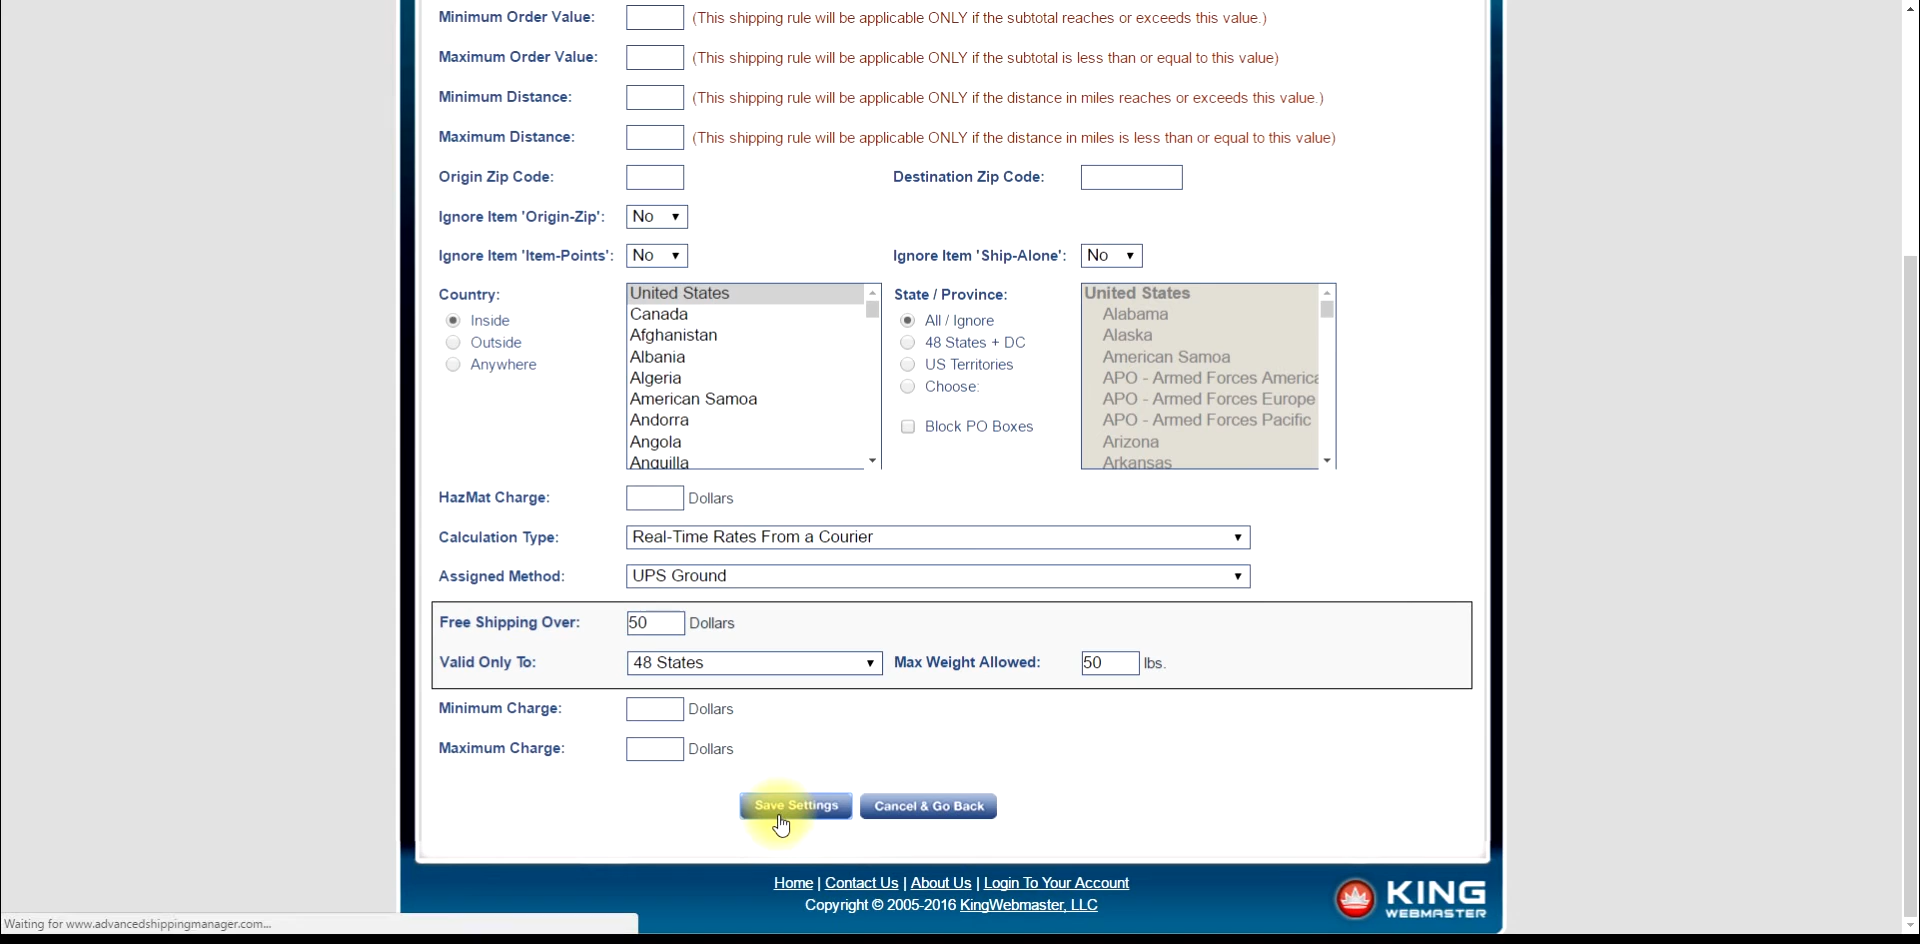 Minimum Order Value: (This shipping rule will be applicable ONLY if the subtotal reaches or exceeds this value.)
Maximum Order Value: (This shipping rule will be applicable ONLY if the subtotal is less than or equal to this value)
Minimum Distance: (This shipping rule will be applicable ONLY if the distance in miles reaches or exceeds this value.)
Maximum Distance: (This shipping rule will be applicable ONLY if the distance in miles is less than or equal to this value)
Origin Zip Code: Destination Zip Code:
Ignore Item 'Origin-Zip': No
Ignore Item 'Item-Points': No Ignore Item 'Ship-Alone': No
Country:
Inside
Outside
Anywhere
United States
Canada
Afghanistan
Albania
Algeria
American Samoa
Andorra
Angola
Anguilla
State / Province:
All / Ignore
48 States + DC
US Territories
Choose:
Block PO Boxes
United States
Alabama
Alaska
American Samoa
APO - Armed Forces America
APO - Armed Forces Europe
APO - Armed Forces Pacific
Arizona
Arkansas
HazMat Charge: Dollars
Calculation Type: Real-Time Rates From a Courier
Assigned Method: UPS Ground
Free Shipping Over: 50 Dollars
Valid Only To: 48 States Max Weight Allowed: 50 lbs.
Minimum Charge: Dollars
Maximum Charge: Dollars
Save Settings Cancel & Go Back
Home | Contact Us | About Us | Login To Your Account
Copyright © 2005-2016 KingWebmaster, LLC
KING
WEBMASTER
Waiting for www.advancedshippingmanager.com...